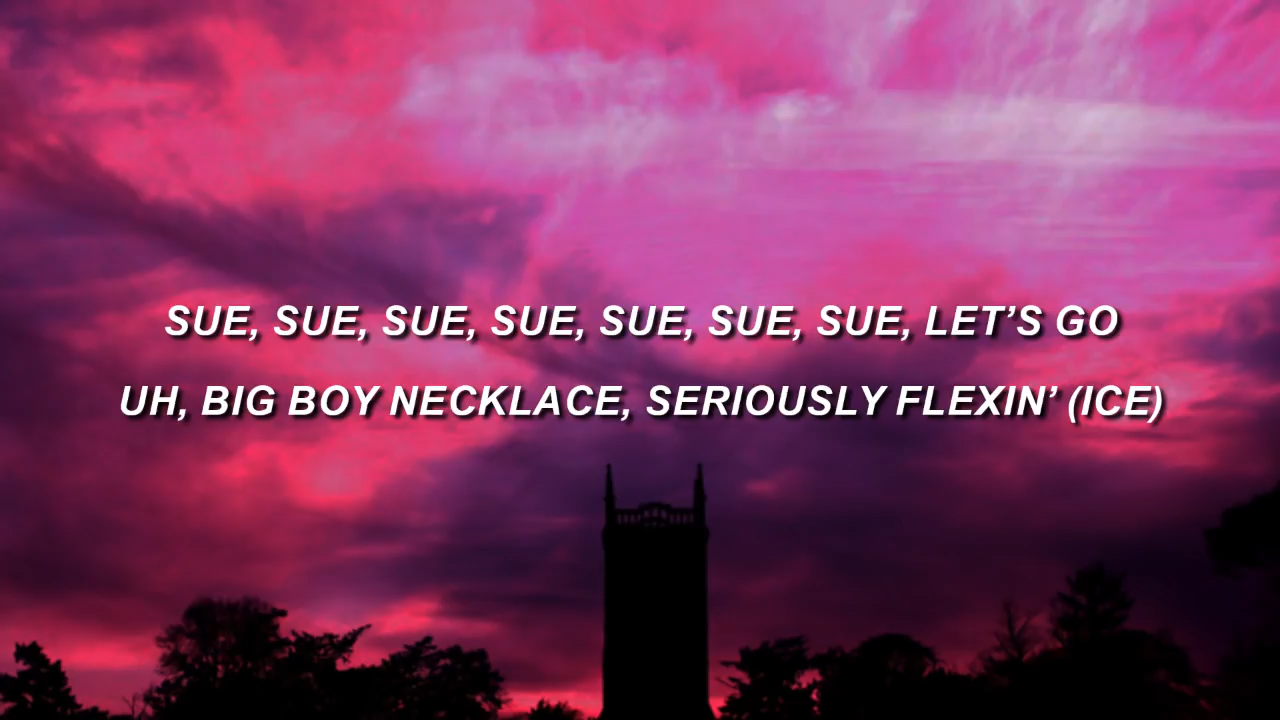 SUE, SUE, SUE, SUE, SUE, SUE, SUE, LET’S GO
UH, BIG BOY NECKLACE, SERIOUSLY FLEXIN’ (ICE)